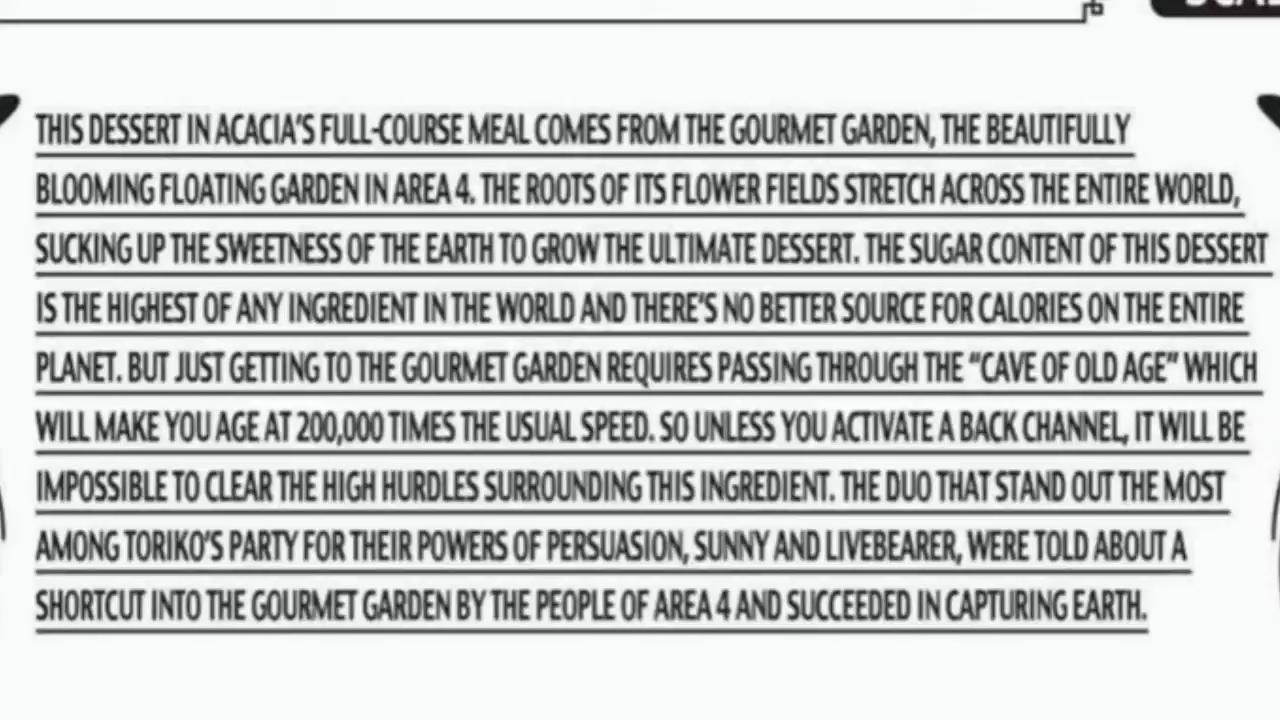 THIS DESSERT IN ACACIA'S FULL-COURSE MEAL COMES FROM THE GOURMET GARDEN, THE BEAUTIFULLY
BLOOMING FLOATING GARDEN IN AREA 4. THE ROOTS OF ITS FLOWER FIELDS STRETCH ACROSS THE ENTIRE WORLD,
SUCKING UP THE SWEETNESS OF THE EARTH TO GROW THE ULTIMATE DESSERT. THE SUGAR CONTENT OF THIS DESSERT
IS THE HIGHEST OF ANY INGREDIENT IN THE WORLD AND THERE'S NO BETTER SOURCE FOR CALORIES ON THE ENTIRE
PLANET. BUT JUST GETTING TO THE GOURMET GARDEN REQUIRES PASSING THROUGH THE "CAVE OF OLD AGE" WHICH
WILL MAKE YOU AGE AT 200,000 TIMES THE USUAL SPEED. SO UNLESS YOU ACTIVATE A BACK CHANNEL, IT WILL BE
IMPOSSIBLE TO CLEAR THE HIGH HURDLES SURROUNDING THIS INGREDIENT. THE DUO THAT STAND OUT THE MOST
AMONG TORIKO'S PARTY FOR THEIR POWERS OF PERSUASION, SUNNY AND LIVEBEARER, WERE TOLD ABOUT A
SHORTCUT INTO THE GOURMET GARDEN BY THE PEOPLE OF AREA 4 AND SUCCEEDED IN CAPTURING EARTH.